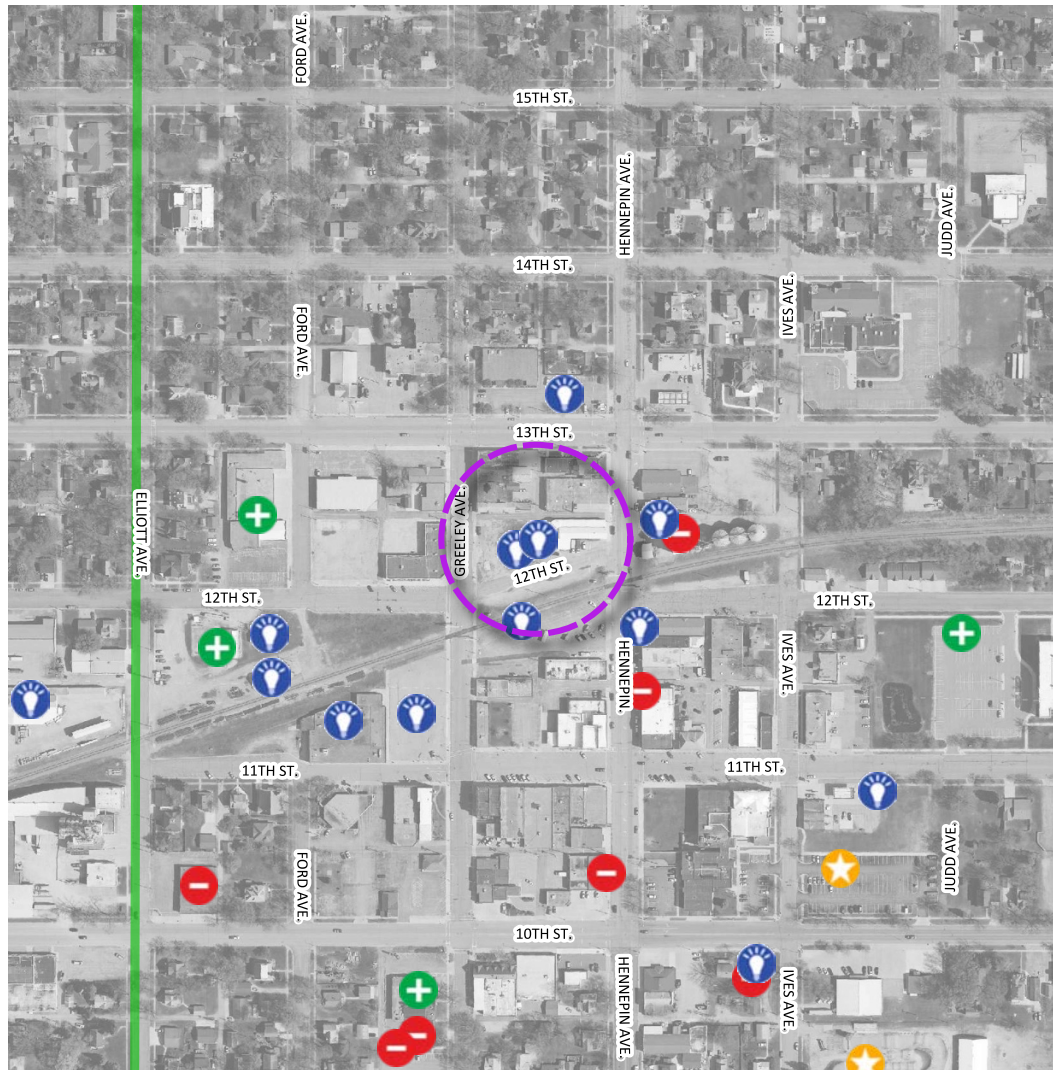 FORD AVE.
15TH ST.
HENNEPIN AVE.
JUDD AVE.
14TH ST.
IVES AVE.
FORD AVE.
13TH ST.
ELLIOTT AVE.
GREELEY AVE.
12TH ST.
12TH ST.
12TH ST.
HENNEPIN
IVES AVE.
11TH ST.
11TH ST.
FORD AVE.
JUDD AVE.
10TH ST.
HENNEPIN AVE.
IVES AVE.